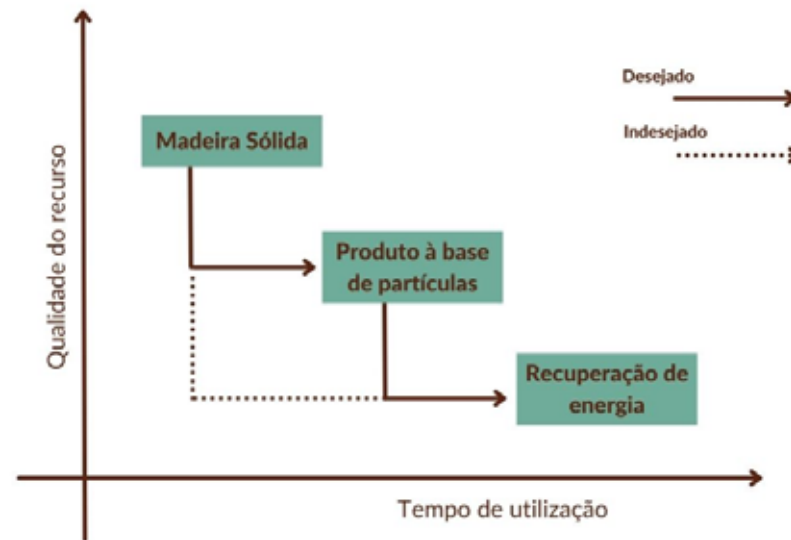 Desejado
Indesejado
Madeira Sólida
Produto à base
de partículas
Recuperação de
energia
Qualidade do recurso
Tempo de utilização